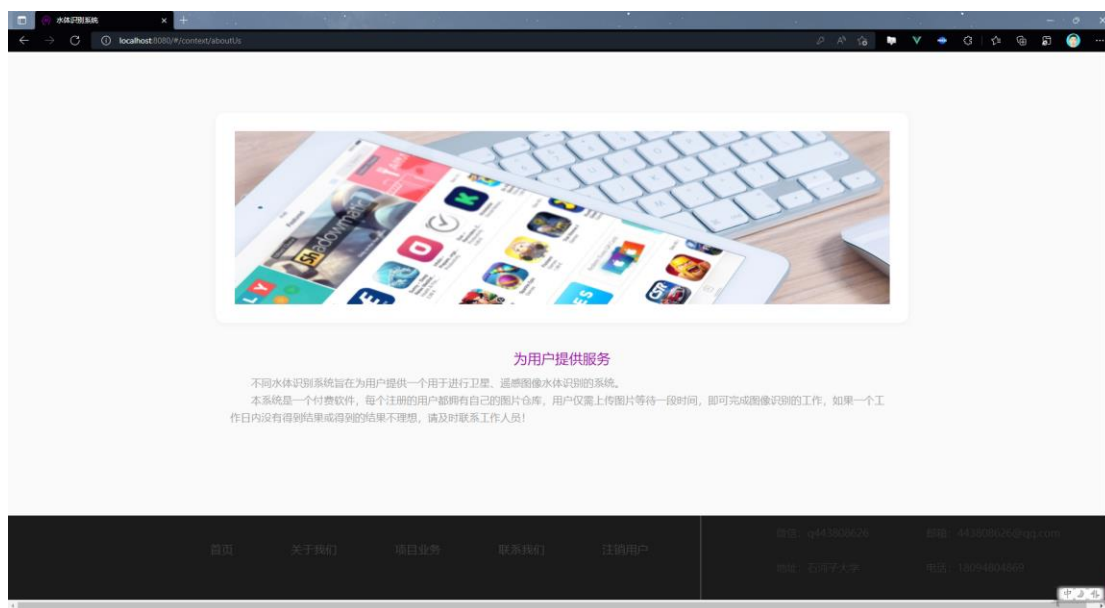 水体识别系统
localhost:8080/#/context/aboutUs
Featured
Shadowmatic
CSR
为用户提供服务
不同水体识别系统旨在为用户提供一个用于进行卫星、遥感图像水体识别的系统。
本系统是一个付费软件，每个注册的用户都拥有自己的图片仓库，用户仅需上传图片等待一段时间，即可完成图像识别的工作，如果一个工
作日内没有得到结果或得到的结果不理想，请及时联系工作人员！
微信：q443808626 邮箱：443808626@qq.com
首页 关于我们 项目业务 联系我们 注销用户
地址：石河子大学 电话：18094804869
中